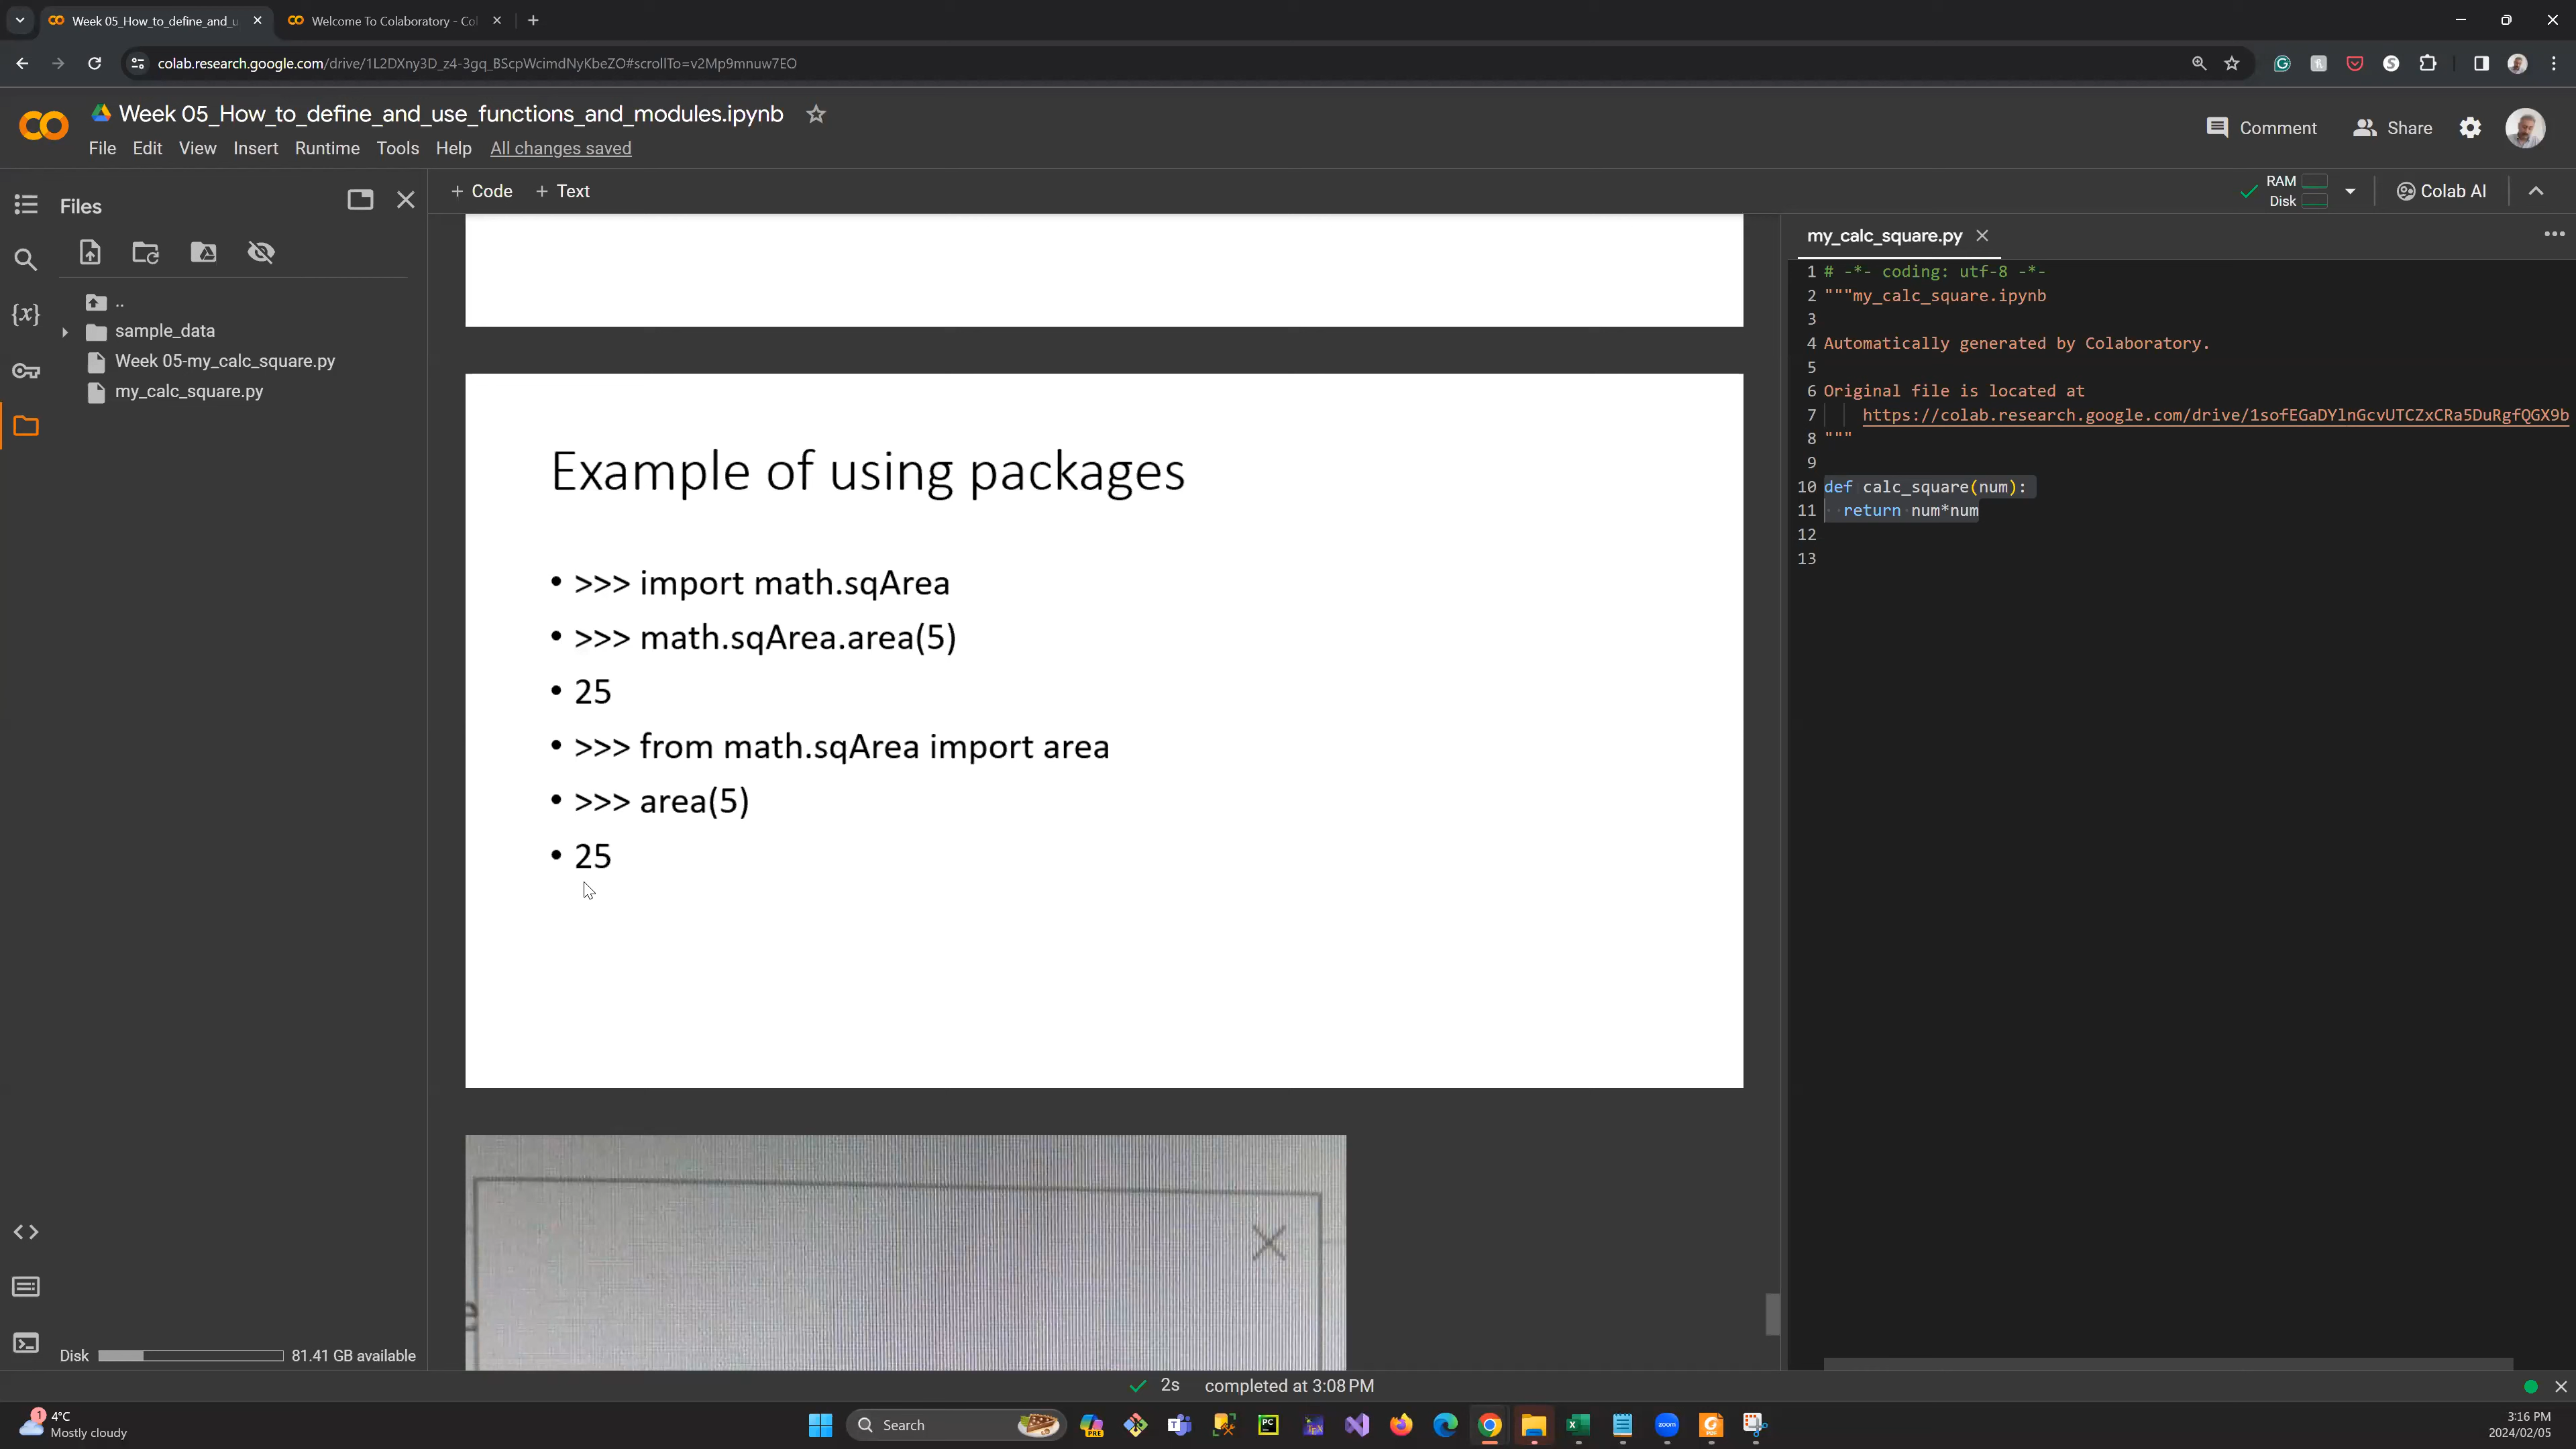 Week 05_How_to_define_and_u
Welcome To Colaboratory - Col
colab.research.google.com/drive/1L2DXny3D_z4-3gq_BScpWcimdNyKbeZO#scrollTo=v2Mp9mnuw7EO
Week 05_How_to_define_and_use_functions_and_modules.ipynb
Comment Share
File Edit View Insert Runtime Tools Help All changes saved
Files
+ Code + Text
RAM
Disk
Colab AI
..
sample_data
Week 05-my_calc_square.py
my_calc_square.py
Disk 81.41 GB available
Example of using packages
• >>> import math.sqArea
• >>> math.sqArea.area(5)
• 25
• >>> from math.sqArea import area
• >>> area(5)
• 25
my_calc_square.py
1 # -*- coding: utf-8 -*-
2 """my_calc_square.ipynb
3
4 Automatically generated by Colaboratory.
5
6 Original file is located at
7 https://colab.research.google.com/drive/1sofEGaDYlnGcvUTCZxCRa5DuRgfQGX9b
8 """
9
10 def calc_square(num):
11 return num*num
12
13
2s completed at 3:08 PM
1
4°C
Mostly cloudy
Search
PRE
PC
zoom
3:16 PM
2024/02/05